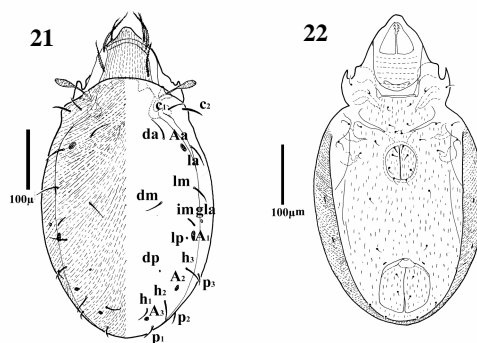 21
22
c₁ c₂
da Aa
la
lm
dm
im gla
lp A₁
h₃
dp
A₂ p₃
h₁ h₂
A₃ p₂
p₁
100μ
100μm